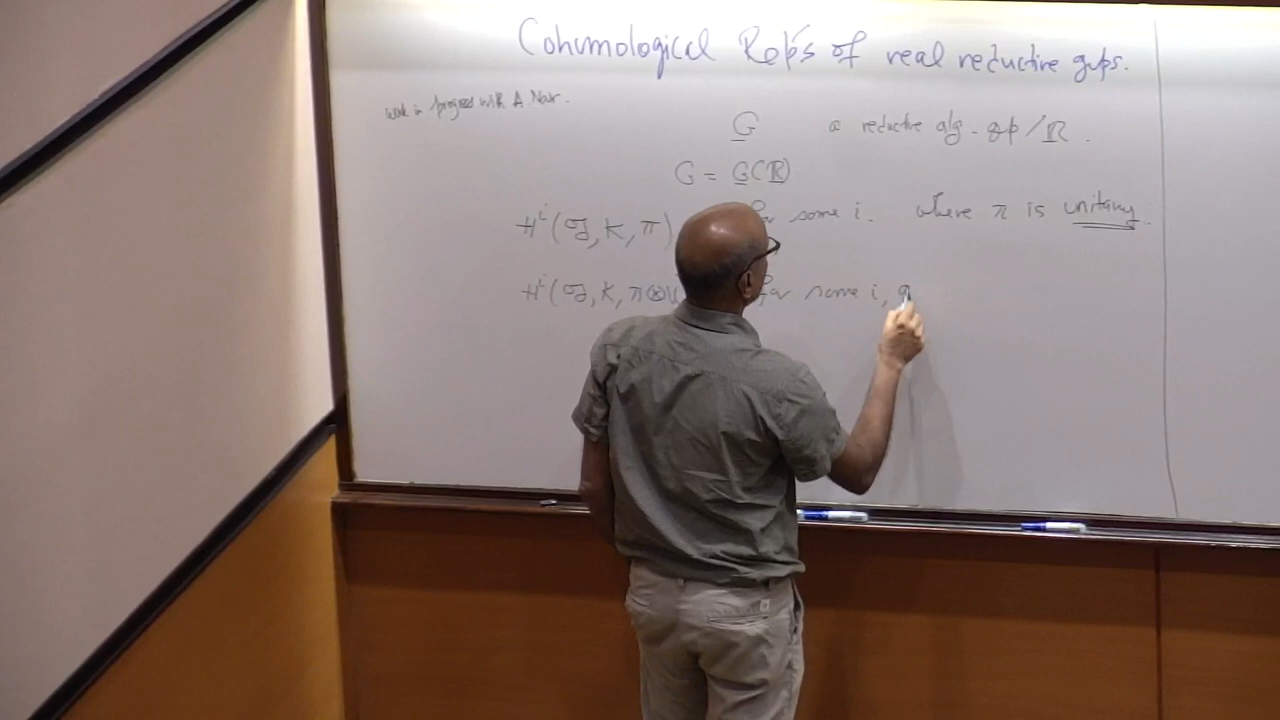 Cohomological Rep's of real reductive gups.
work in progress with A. Nair.
G a reductive alg. gp / R.
G = G(R)
H^i(𝔤, K, π) for some i. where π is unitary.
H^i(𝔤, K, π⊗ for some i,